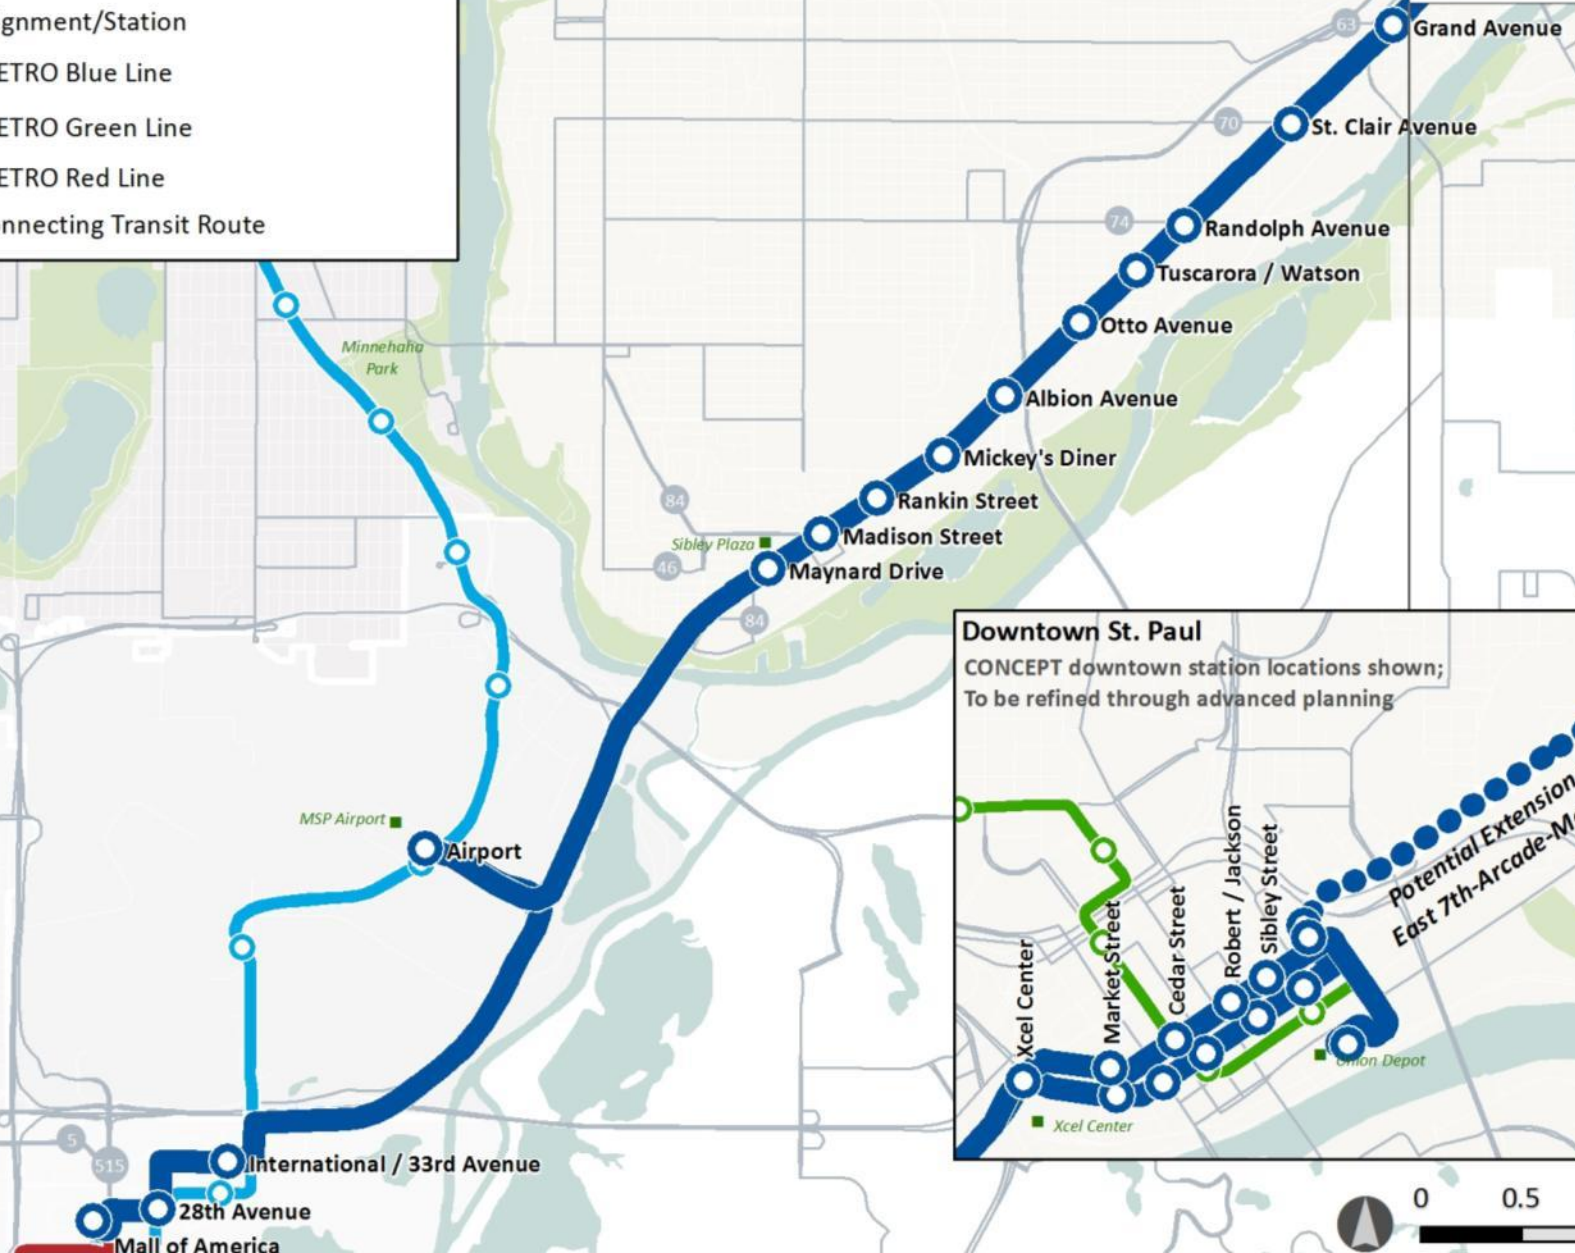 gnment/Station
ETRO Blue Line
ETRO Green Line
ETRO Red Line
nnecting Transit Route
63
Grand Avenue
70
St. Clair Avenue
74
Randolph Avenue
Tuscarora / Watson
Otto Avenue
Minnehaha
Park
Albion Avenue
Mickey's Diner
84
Rankin Street
Madison Street
Sibley Plaza
46
Maynard Drive
84
MSP Airport
Airport
Downtown St. Paul
CONCEPT downtown station locations shown;
To be refined through advanced planning
Potential Extension
East 7th-Arcade-M
Xcel Center
Market Street
Cedar Street
Robert / Jackson
Sibley Street
Union Depot
Xcel Center
5
515
International / 33rd Avenue
28th Avenue
Mall of America
0 0.5